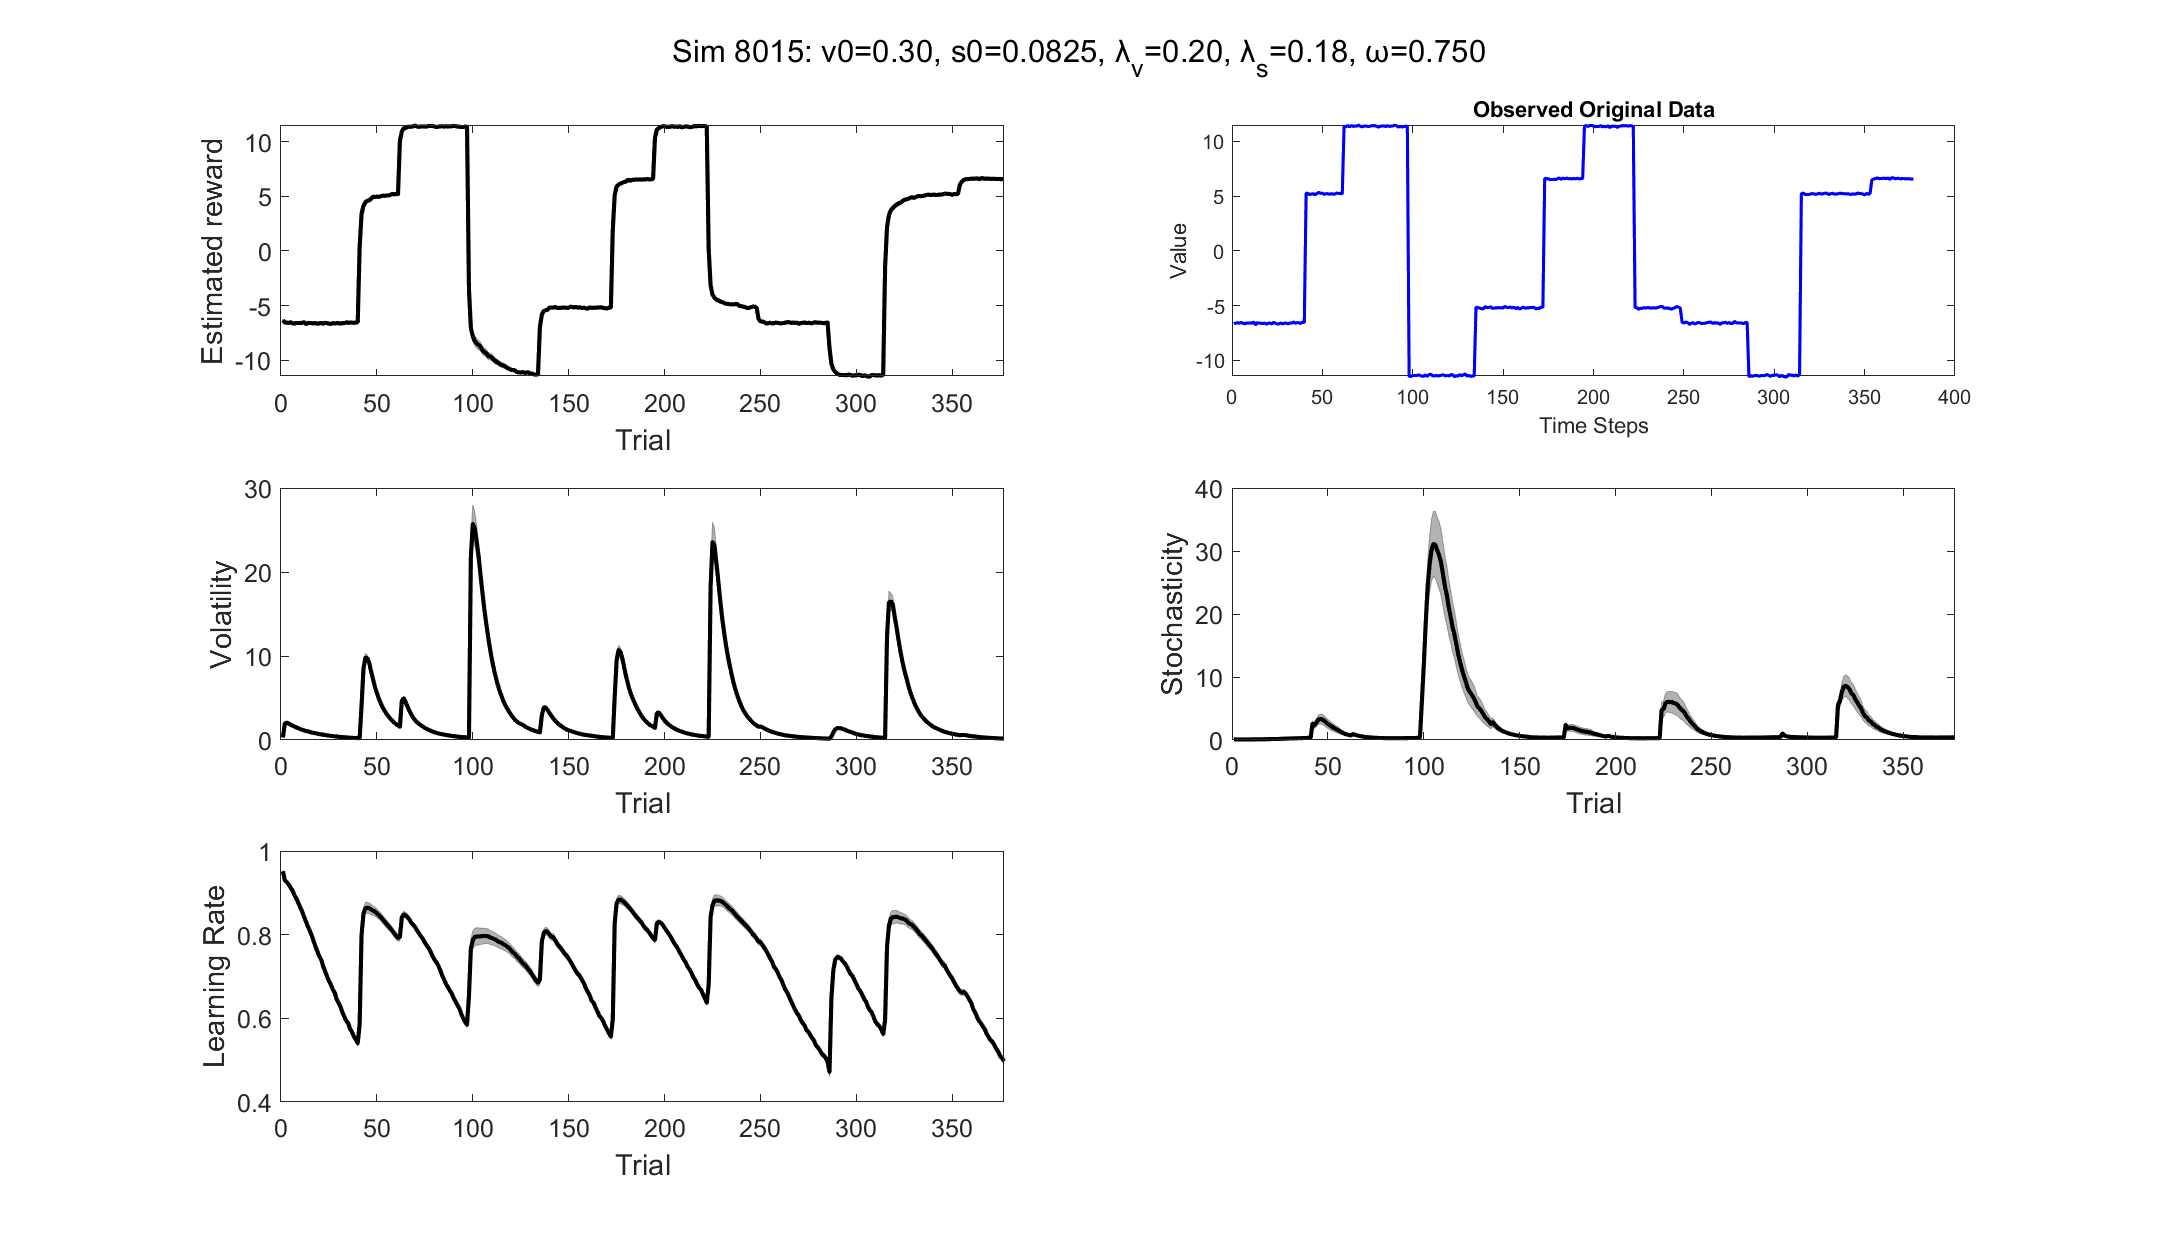 Sim 8015: v0=0.30, s0=0.0825, λv=0.20, λs=0.18, ω=0.750
Estimated reward
10
5
0
-5
-10
0 50 100 150 200 250 300 350
Trial
Observed Original Data
Value
10
5
0
-5
-10
0 50 100 150 200 250 300 350 400
Time Steps
Volatility
30
20
10
0
0 50 100 150 200 250 300 350
Trial
Stochasticity
40
30
20
10
0
0 50 100 150 200 250 300 350
Trial
Learning Rate
1
0.8
0.6
0.4
0 50 100 150 200 250 300 350
Trial